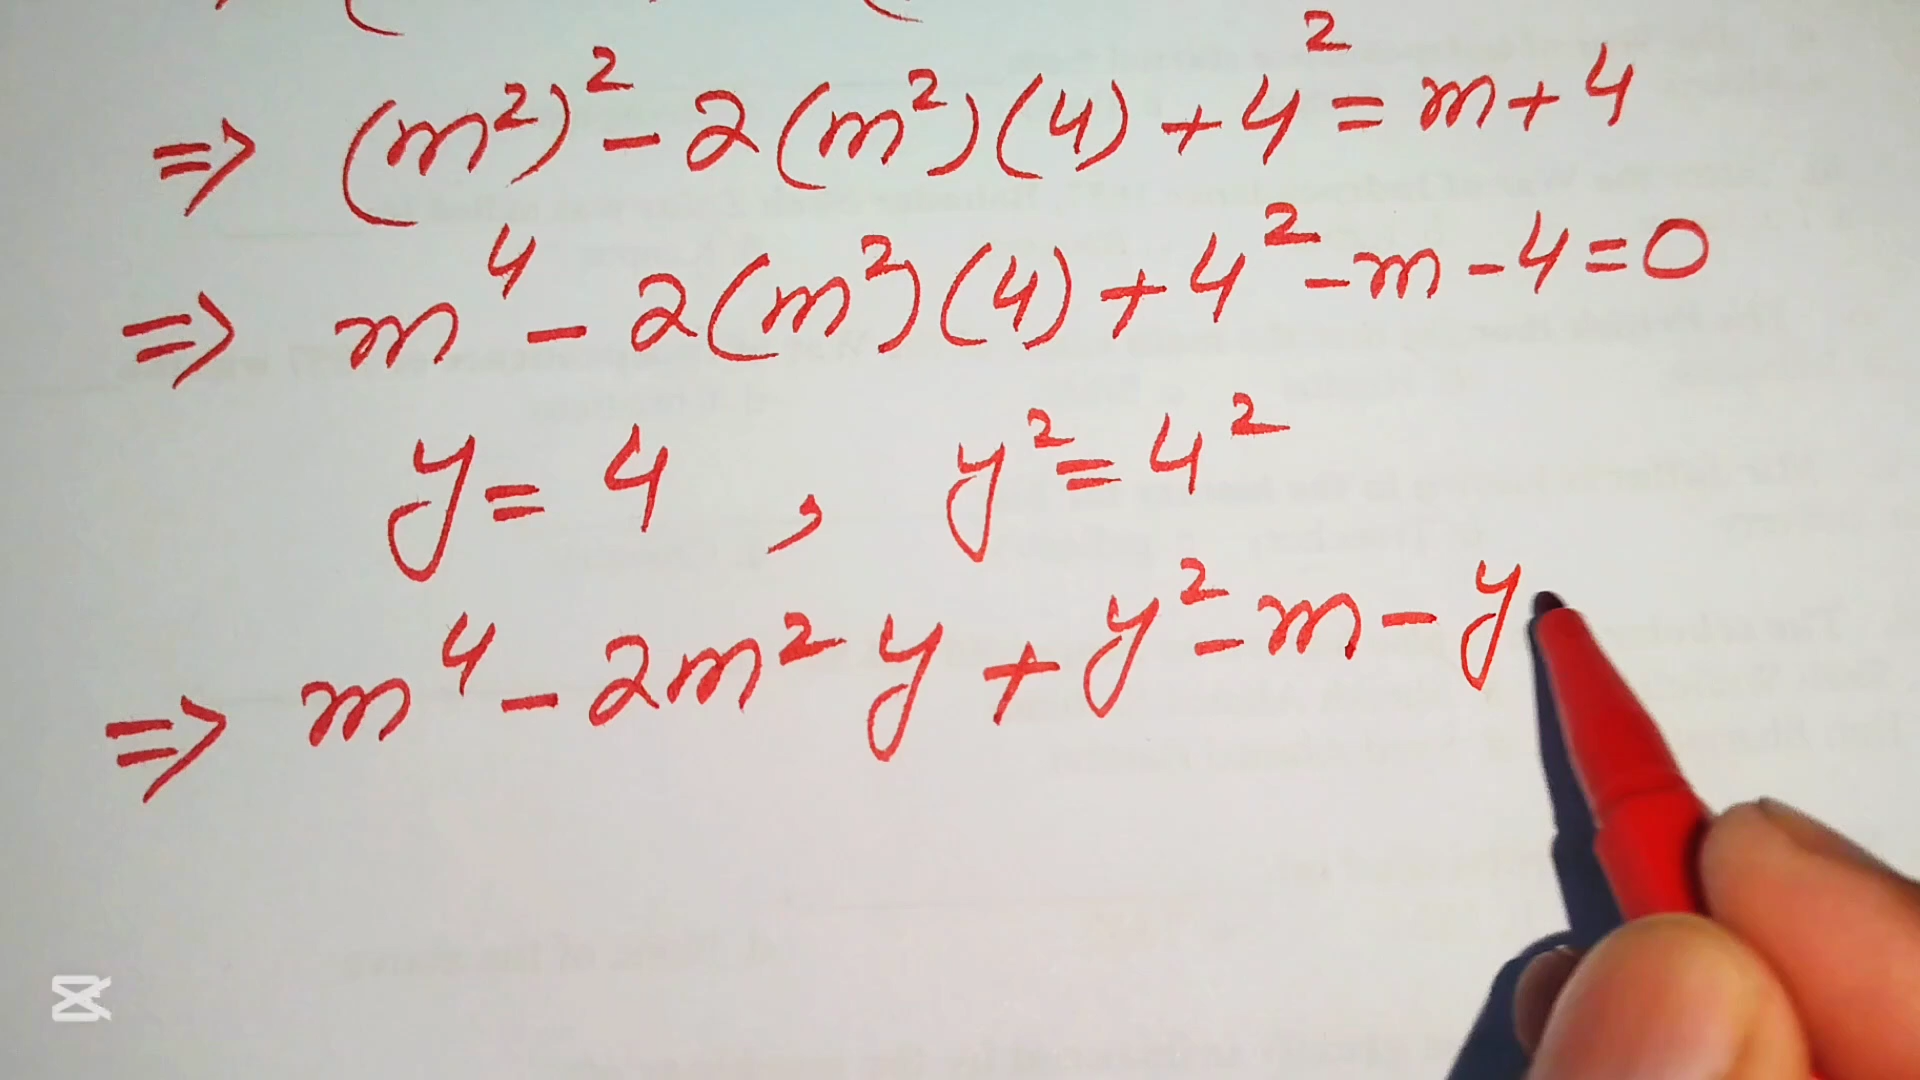 ⇒ (m²)² - 2(m²)(4) + 4² = m + 4
⇒ m⁴ - 2(m²)(4) + 4² - m - 4 = 0
y = 4 , y² = 4²
⇒ m⁴ - 2m²y + y² - m - y